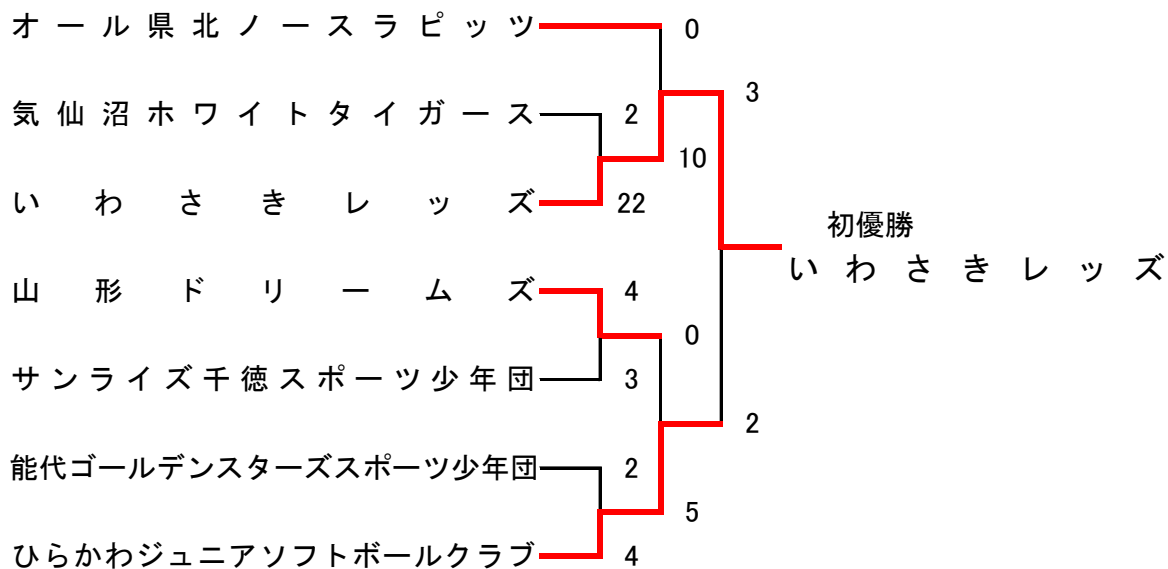 オール県北ノースラピッツ
0
3
気仙沼ホワイトタイガース
2
10
いわさきレッズ
22
初優勝
いわさきレッズ
山形ドリームズ
4
0
サンライズ千徳スポーツ少年団
3
2
能代ゴールデンスターズスポーツ少年団
2
5
ひらかわジュニアソフトボールクラブ
4